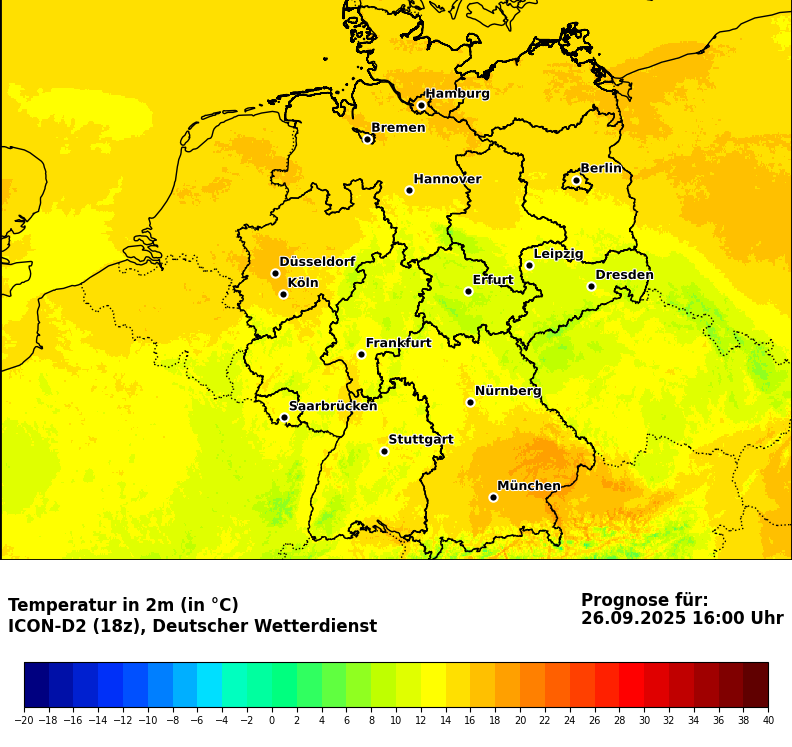 Hamburg
Bremen
Berlin
Hannover
Leipzig
Düsseldorf
Dresden
Erfurt
Köln
Frankfurt
Nürnberg
Saarbrücken
Stuttgart
München
Temperatur in 2m (in °C)
ICON-D2 (18z), Deutscher Wetterdienst
Prognose für:
26.09.2025 16:00 Uhr
−20 −18 −16 −14 −12 −10 −8 −6 −4 −2 0 2 4 6 8 10 12 14 16 18 20 22 24 26 28 30 32 34 36 38 40